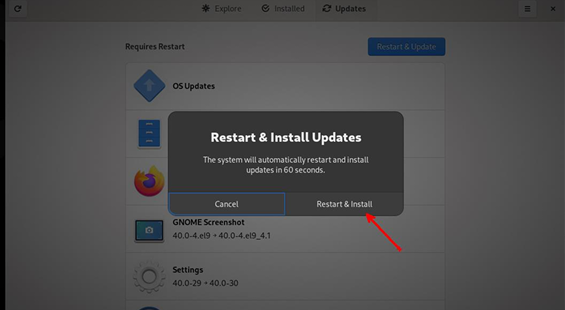 Explore
Installed
Updates
Requires Restart
Restart & Update
OS Updates
Restart & Install Updates
The system will automatically restart and install
updates in 60 seconds.
Cancel
Restart & Install
GNOME Screenshot
40.0-4.el9 → 40.0-4.el9_4.1
Settings
40.0-29 → 40.0-30